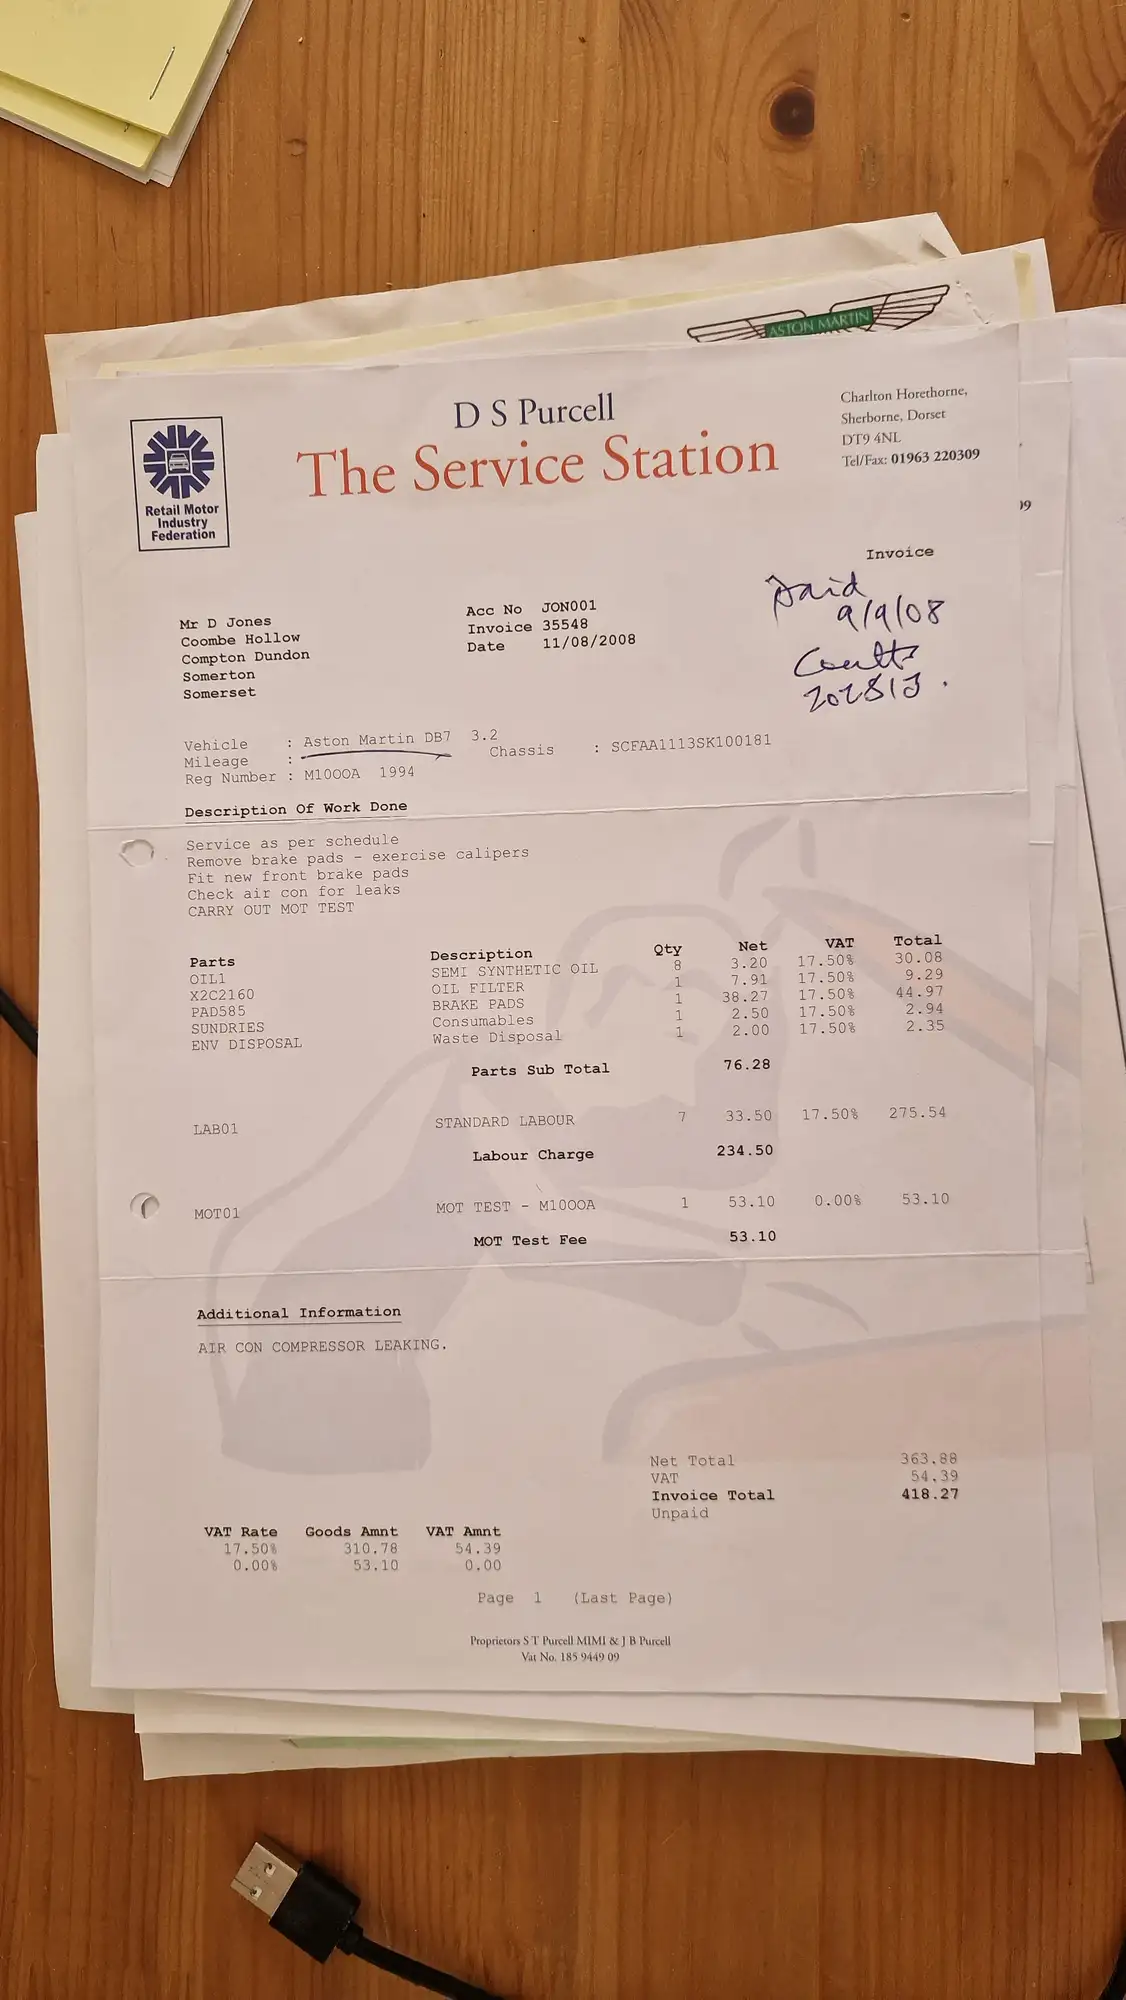 ASTON MARTIN
D S Purcell
The Service Station
Charlton Horethorne,
Sherborne, Dorset
DT9 4NL
Tel/Fax: 01963 220309
Retail Motor
Industry
Federation
Invoice
Paid
9/9/08
Coutts
202813.
Mr D Jones
Coombe Hollow
Compton Dundon
Somerton
Somerset
Acc No JON001
Invoice 35548
Date 11/08/2008
Vehicle : Aston Martin DB7 3.2
Mileage :
Chassis : SCFAA1113SK100181
Reg Number : M100OA 1994
Description Of Work Done
Service as per schedule
Remove brake pads - exercise calipers
Fit new front brake pads
Check air con for leaks
CARRY OUT MOT TEST
Parts Description Qty Net VAT Total
OIL1 SEMI SYNTHETIC OIL 8 3.20 17.50% 30.08
X2C2160 OIL FILTER 1 7.91 17.50% 9.29
PAD585 BRAKE PADS 1 38.27 17.50% 44.97
SUNDRIES Consumables 1 2.50 17.50% 2.94
ENV DISPOSAL Waste Disposal 1 2.00 17.50% 2.35
Parts Sub Total 76.28
LAB01 STANDARD LABOUR 7 33.50 17.50% 275.54
Labour Charge 234.50
MOT01 MOT TEST - M100OA 1 53.10 0.00% 53.10
MOT Test Fee 53.10
Additional Information
AIR CON COMPRESSOR LEAKING.
Net Total 363.88
VAT 54.39
Invoice Total 418.27
Unpaid
VAT Rate Goods Amnt VAT Amnt
17.50% 310.78 54.39
0.00% 53.10 0.00
Page 1 (Last Page)
Proprietors S T Purcell MIMI & J B Purcell
Vat No. 185 9449 09